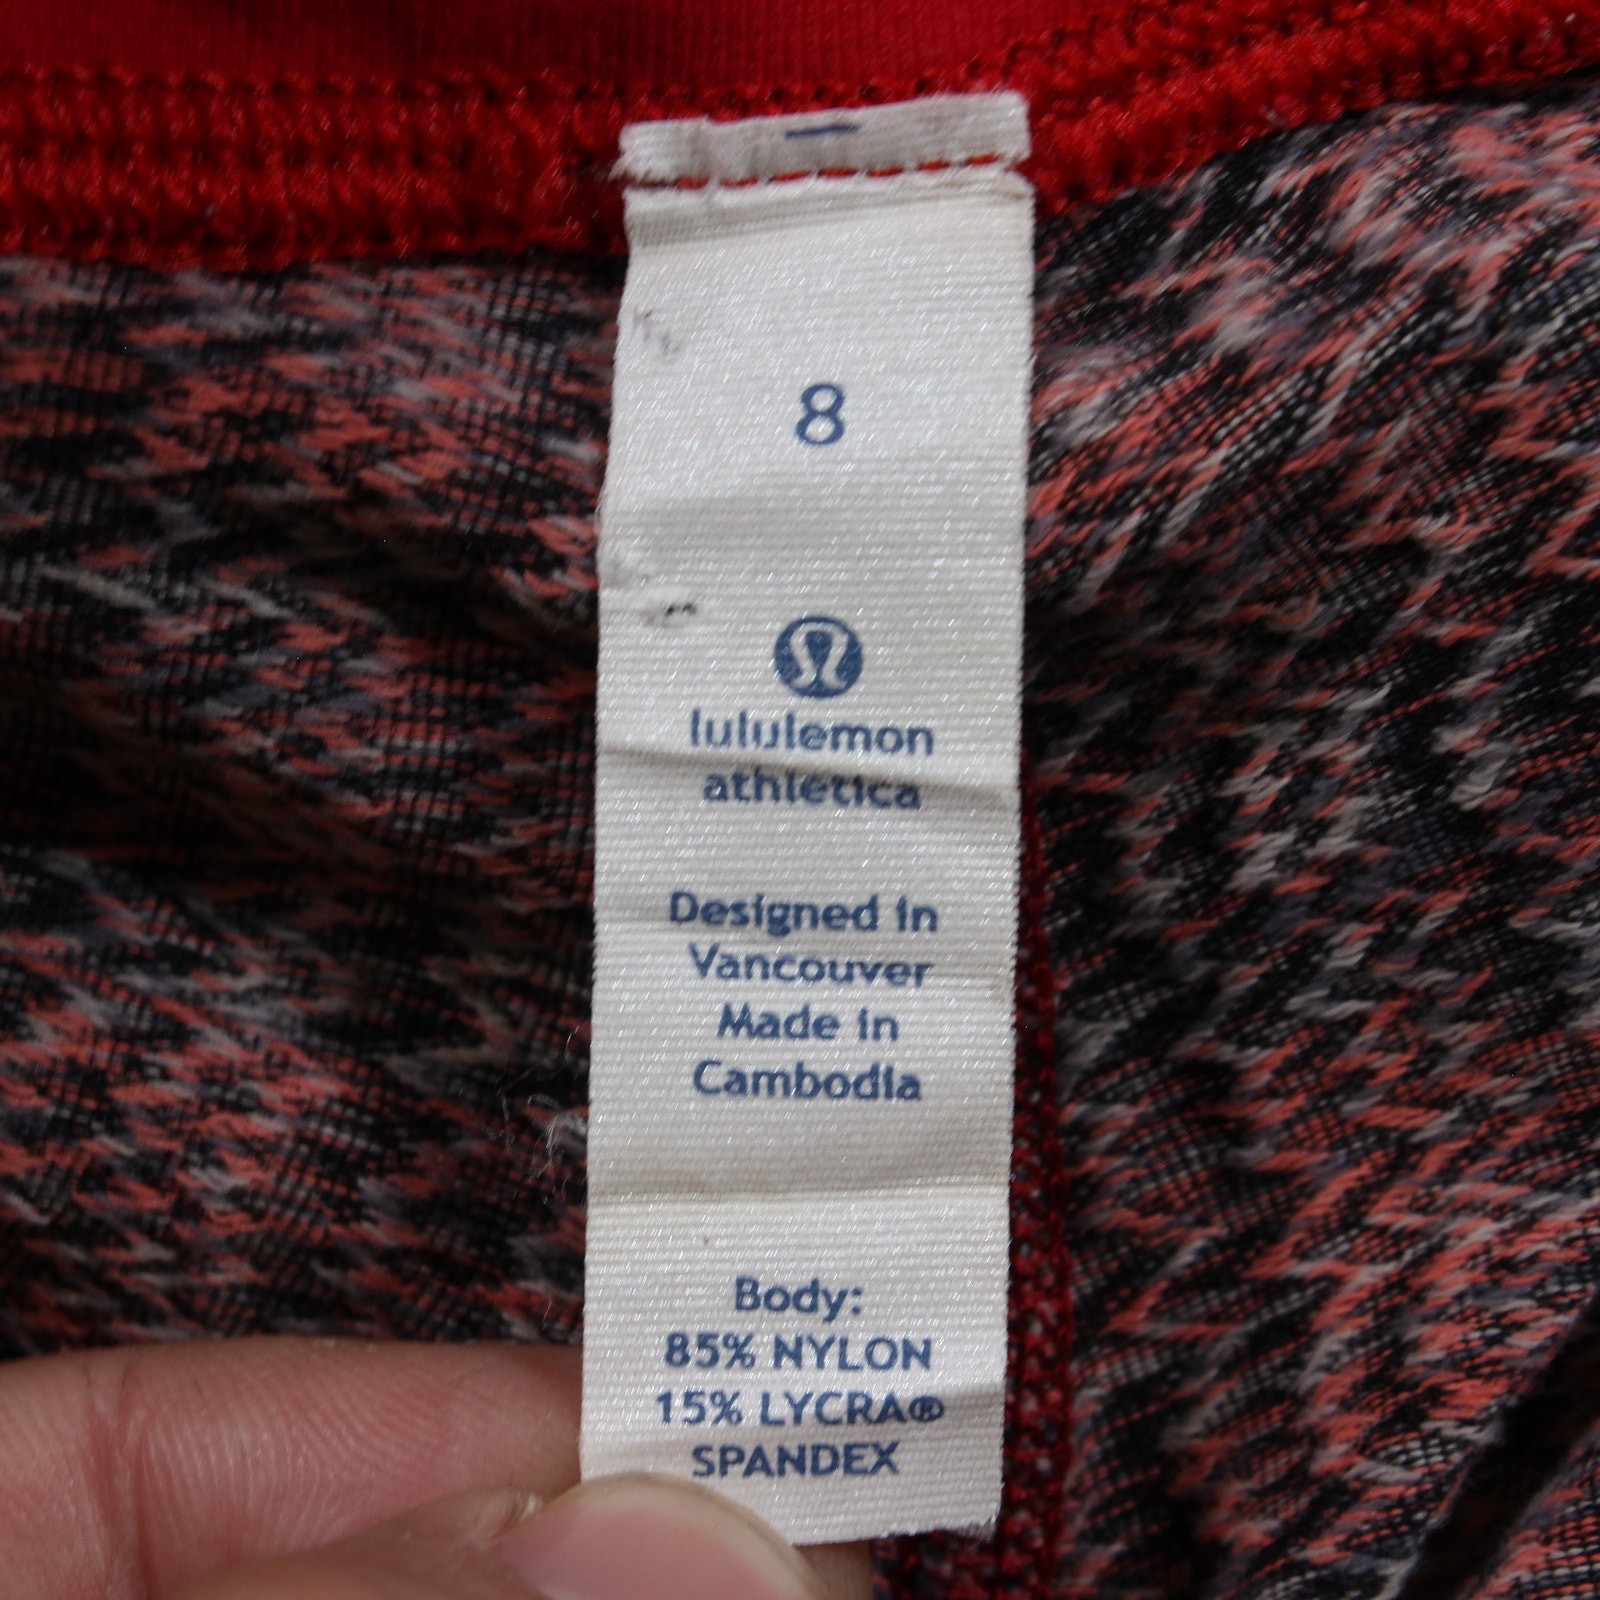 8
lululemon
athletica
Designed in
Vancouver
Made in
Cambodia
Body:
85% NYLON
15% LYCRA®
SPANDEX